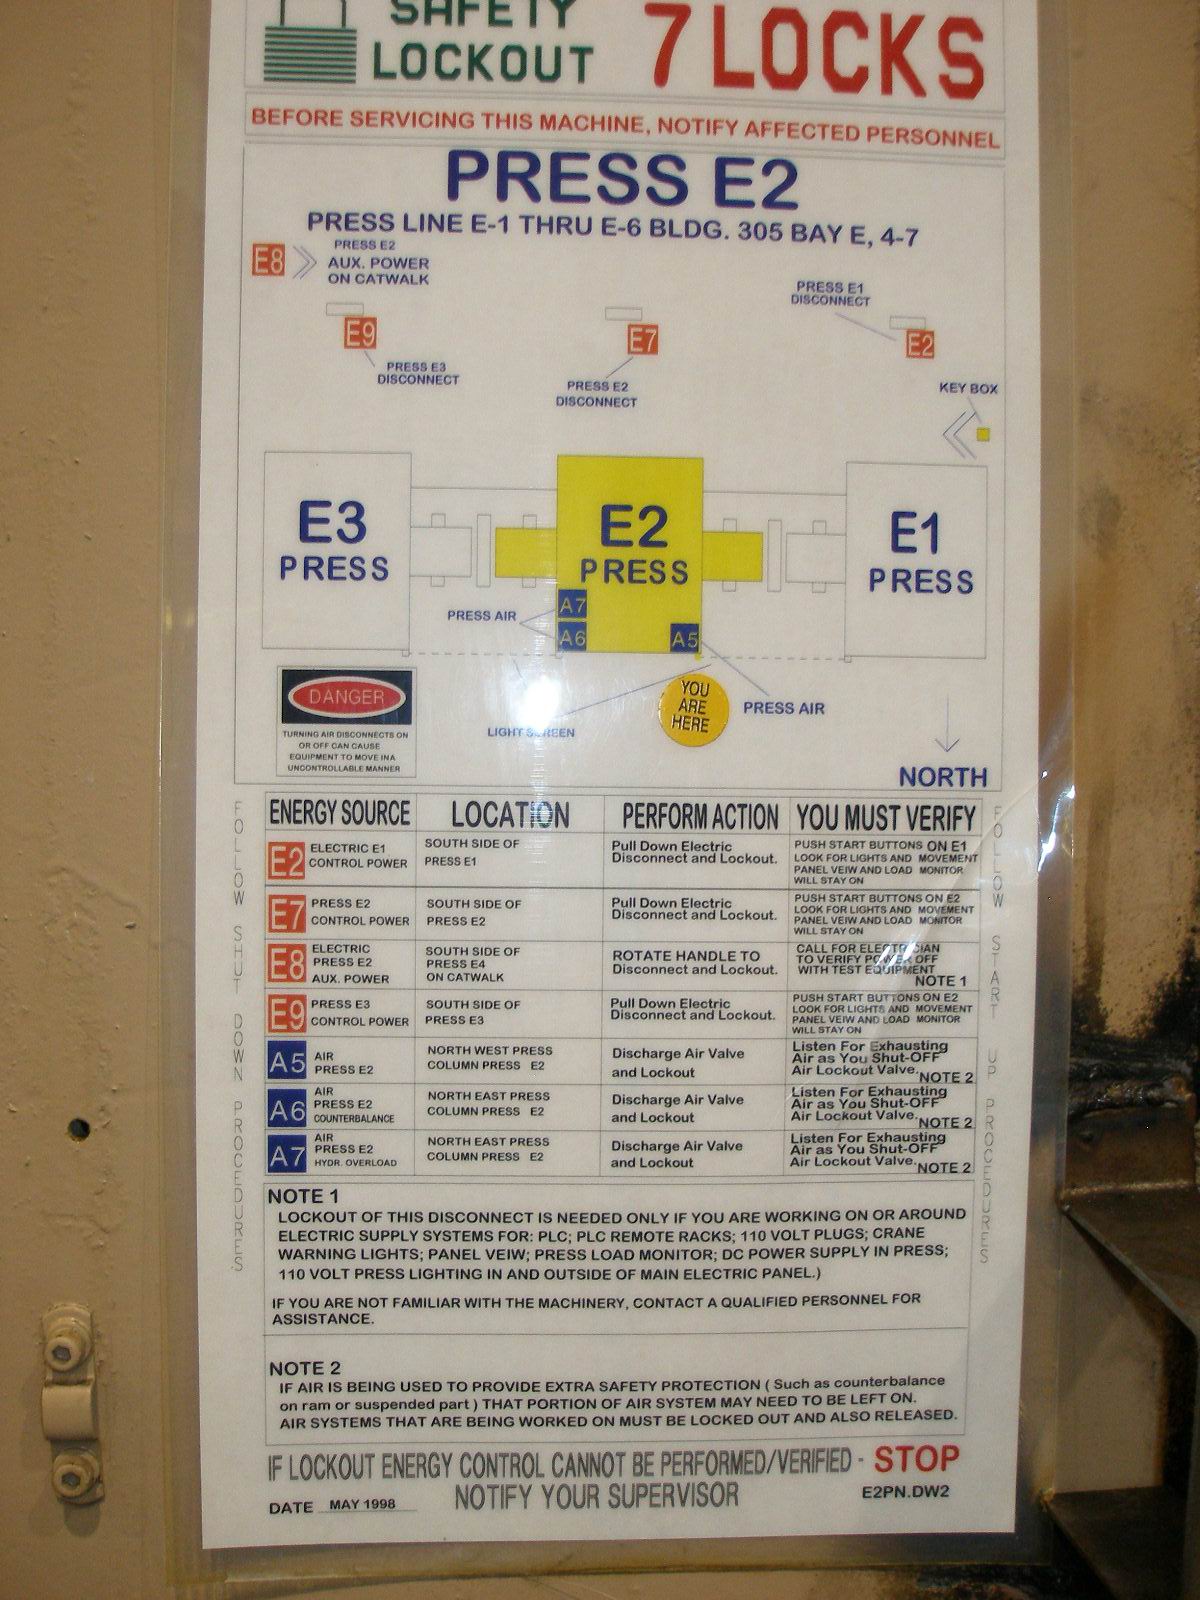 SAFETY
LOCKOUT
7 LOCKS
BEFORE SERVICING THIS MACHINE, NOTIFY AFFECTED PERSONNEL
PRESS E2
PRESS LINE E-1 THRU E-6 BLDG. 305 BAY E, 4-7
E8
PRESS E2
AUX. POWER
ON CATWALK
PRESS E1
DISCONNECT
E9
E7
E2
PRESS E3
DISCONNECT
PRESS E2
DISCONNECT
KEY BOX
E3
PRESS
E2
PRESS
E1
PRESS
PRESS AIR
A7
A6
A5
DANGER
TURNING AIR DISCONNECTS ON
OR OFF CAN CAUSE
EQUIPMENT TO MOVE INA
UNCONTROLLABLE MANNER
YOU
ARE
HERE
PRESS AIR
LIGHT SCREEN
NORTH
FOLLOW SHUT DOWN PROCEDURES
FOLLOW START UP PROCEDURES
ENERGY SOURCE LOCATION PERFORM ACTION YOU MUST VERIFY
E2
ELECTRIC E1
CONTROL POWER
SOUTH SIDE OF
PRESS E1
Pull Down Electric
Disconnect and Lockout.
PUSH START BUTTONS ON E1
LOOK FOR LIGHTS AND MOVEMENT
PANEL VEIW AND LOAD MONITOR
WILL STAY ON
E7
PRESS E2
CONTROL POWER
SOUTH SIDE OF
PRESS E2
Pull Down Electric
Disconnect and Lockout.
PUSH START BUTTONS ON E2
LOOK FOR LIGHTS AND MOVEMENT
PANEL VEIW AND LOAD MONITOR
WILL STAY ON
E8
ELECTRIC
PRESS E2
AUX. POWER
SOUTH SIDE OF
PRESS E4
ON CATWALK
ROTATE HANDLE TO
Disconnect and Lockout.
CALL FOR ELECTRICIAN
TO VERIFY POWER OFF
WITH TEST EQUIPMENT
NOTE 1
E9
PRESS E3
CONTROL POWER
SOUTH SIDE OF
PRESS E3
Pull Down Electric
Disconnect and Lockout.
PUSH START BUTTONS ON E2
LOOK FOR LIGHTS AND MOVEMENT
PANEL VEIW AND LOAD MONITOR
WILL STAY ON
A5
AIR
PRESS E2
NORTH WEST PRESS
COLUMN PRESS E2
Discharge Air Valve
and Lockout
Listen For Exhausting
Air as You Shut-OFF
Air Lockout Valve. NOTE 2
A6
AIR
PRESS E2
COUNTERBALANCE
NORTH EAST PRESS
COLUMN PRESS E2
Discharge Air Valve
and Lockout
Listen For Exhausting
Air as You Shut-OFF
Air Lockout Valve. NOTE 2
A7
AIR
PRESS E2
HYDR. OVERLOAD
NORTH EAST PRESS
COLUMN PRESS E2
Discharge Air Valve
and Lockout
Listen For Exhausting
Air as You Shut-OFF
Air Lockout Valve. NOTE 2
NOTE 1
LOCKOUT OF THIS DISCONNECT IS NEEDED ONLY IF YOU ARE WORKING ON OR AROUND
ELECTRIC SUPPLY SYSTEMS FOR: PLC; PLC REMOTE RACKS; 110 VOLT PLUGS; CRANE
WARNING LIGHTS; PANEL VEIW; PRESS LOAD MONITOR; DC POWER SUPPLY IN PRESS;
110 VOLT PRESS LIGHTING IN AND OUTSIDE OF MAIN ELECTRIC PANEL.)
IF YOU ARE NOT FAMILIAR WITH THE MACHINERY, CONTACT A QUALIFIED PERSONNEL FOR
ASSISTANCE.
NOTE 2
IF AIR IS BEING USED TO PROVIDE EXTRA SAFETY PROTECTION ( Such as counterbalance
on ram or suspended part ) THAT PORTION OF AIR SYSTEM MAY NEED TO BE LEFT ON.
AIR SYSTEMS THAT ARE BEING WORKED ON MUST BE LOCKED OUT AND ALSO RELEASED.
IF LOCKOUT ENERGY CONTROL CANNOT BE PERFORMED/VERIFIED - STOP
NOTIFY YOUR SUPERVISOR
DATE MAY 1998
E2PN.DW2